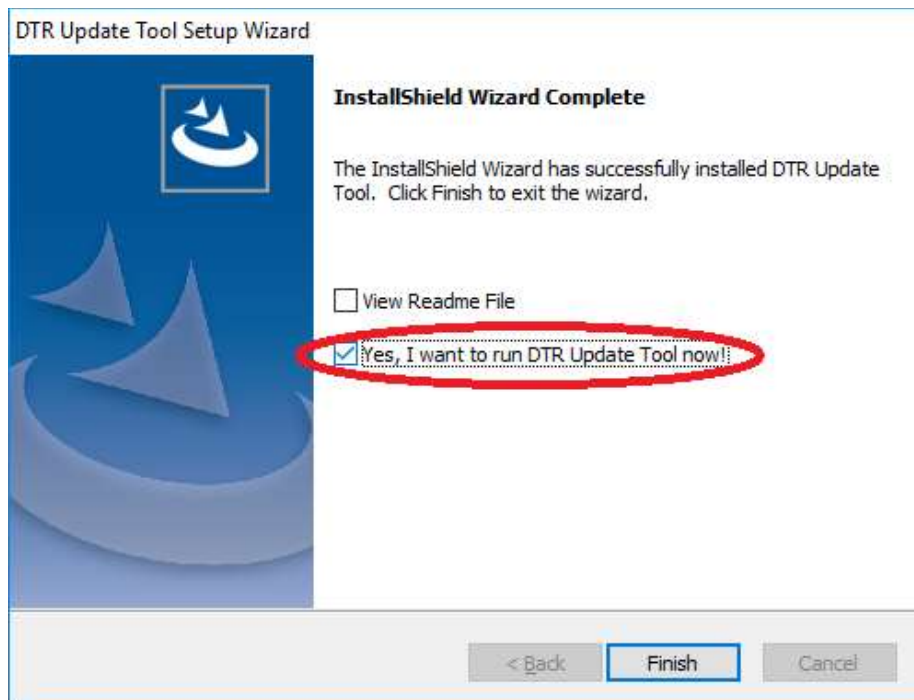 DTR Update Tool Setup Wizard
InstallShield Wizard Complete
The InstallShield Wizard has successfully installed DTR Update
Tool. Click Finish to exit the wizard.
View Readme File
Yes, I want to run DTR Update Tool now!
< Back
Finish
Cancel